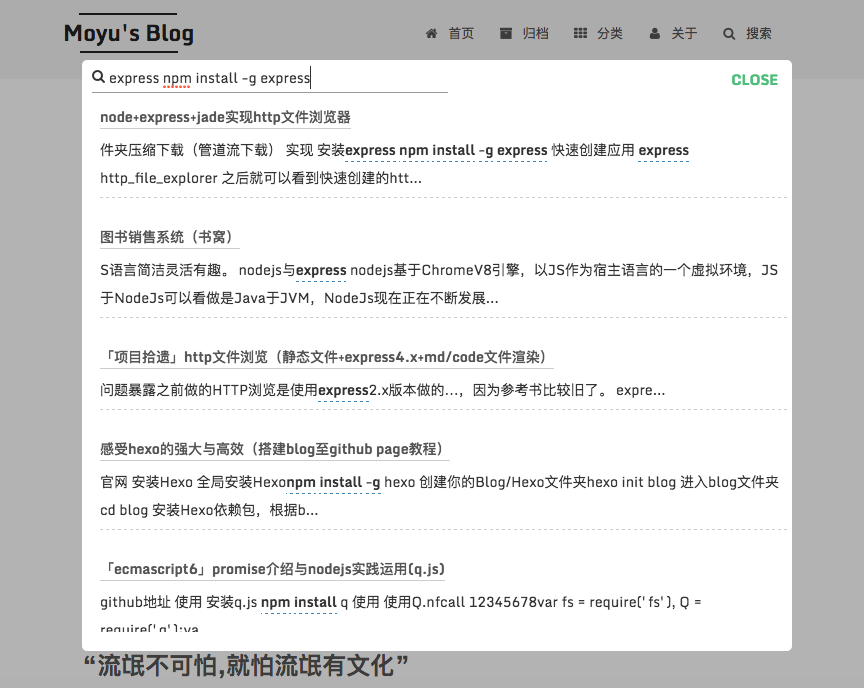 Moyu's Blog
首页 归档 分类 关于 搜索
express npm install -g express
CLOSE
node+express+jade实现http文件浏览器
件夹压缩下载（管道流下载） 实现 安装express npm install -g express 快速创建应用 express
http_file_explorer 之后就可以看到快速创建的htt...
图书销售系统（书窝）
S语言简洁灵活有趣。 nodejs与express nodejs基于ChromeV8引擎，以JS作为宿主语言的一个虚拟环境，JS
于NodeJs可以看做是Java于JVM，NodeJs现在正在不断发展...
「项目拾遗」http文件浏览（静态文件+express4.x+md/code文件渲染）
问题暴露之前做的HTTP浏览是使用express2.x版本做的...，因为参考书比较旧了。 expre...
感受hexo的强大与高效（搭建blog至github page教程）
官网 安装Hexo 全局安装Hexonpm install -g hexo 创建你的Blog/Hexo文件夹hexo init blog 进入blog文件夹
cd blog 安装Hexo依赖包，根据b...
「ecmascript6」promise介绍与nodejs实践运用(q.js)
github地址 使用 安装q.js npm install q 使用 使用Q.nfcall 12345678var fs = require('fs'), Q =
require('q');va
“流氓不可怕,就怕流氓有文化”